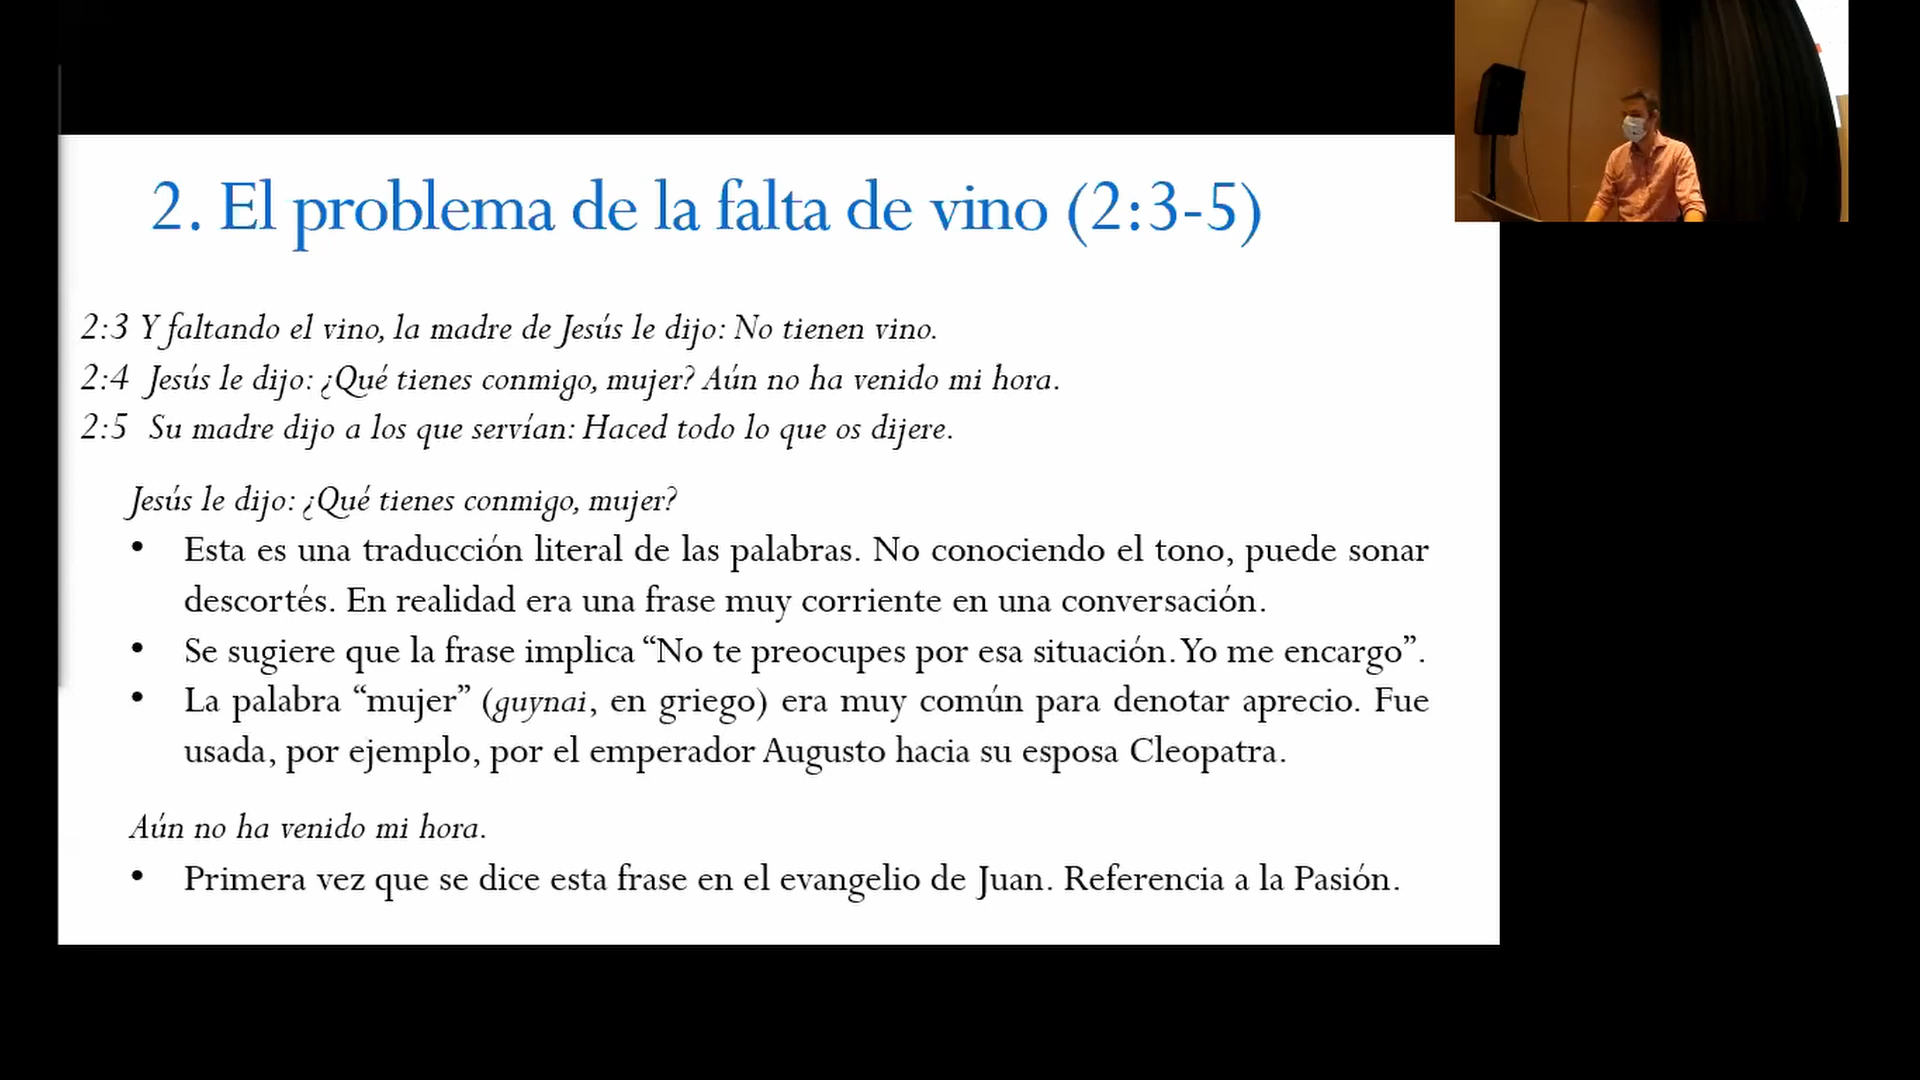 2. El problema de la falta de vino (2:3-5)
2:3 Y faltando el vino, la madre de Jesús le dijo: No tienen vino.
2:4 Jesús le dijo: ¿Qué tienes conmigo, mujer? Aún no ha venido mi hora.
2:5 Su madre dijo a los que servían: Haced todo lo que os dijere.
Jesús le dijo: ¿Qué tienes conmigo, mujer?
• Esta es una traducción literal de las palabras. No conociendo el tono, puede sonar
descortés. En realidad era una frase muy corriente en una conversación.
• Se sugiere que la frase implica “No te preocupes por esa situación. Yo me encargo”.
• La palabra “mujer” (guynai, en griego) era muy común para denotar aprecio. Fue
usada, por ejemplo, por el emperador Augusto hacia su esposa Cleopatra.
Aún no ha venido mi hora.
• Primera vez que se dice esta frase en el evangelio de Juan. Referencia a la Pasión.